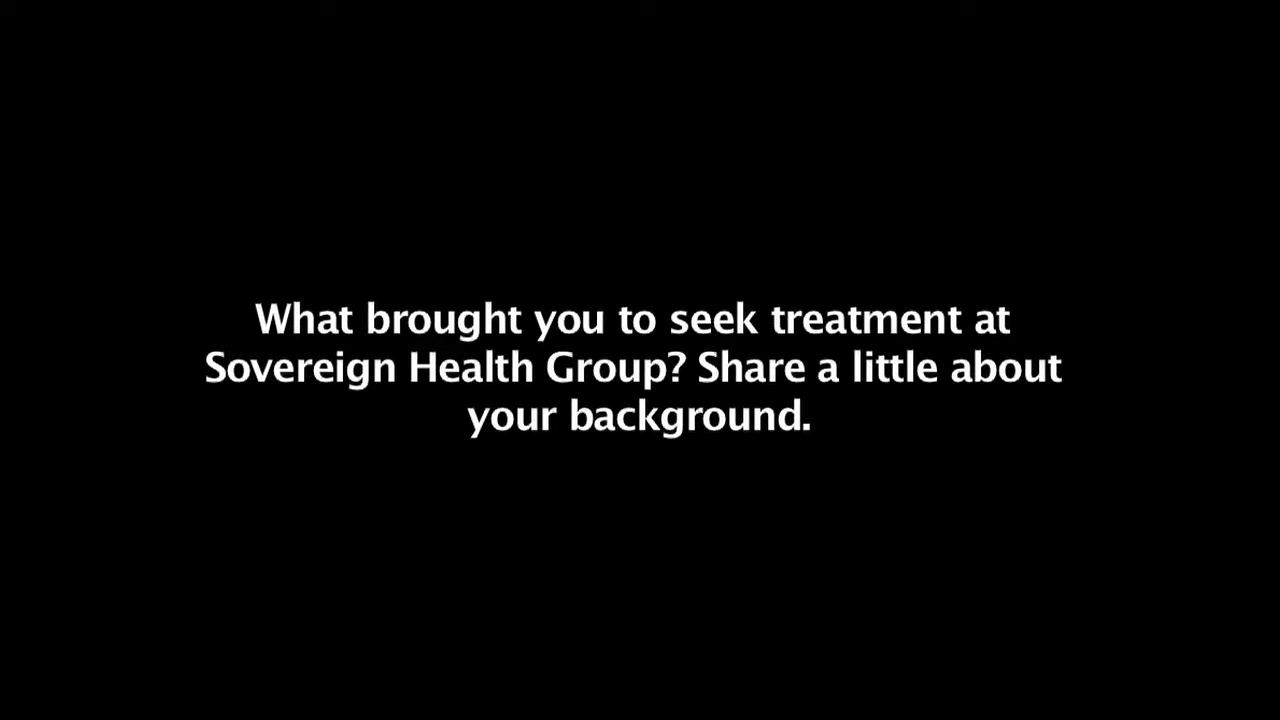 What brought you to seek treatment at
Sovereign Health Group? Share a little about
your background.